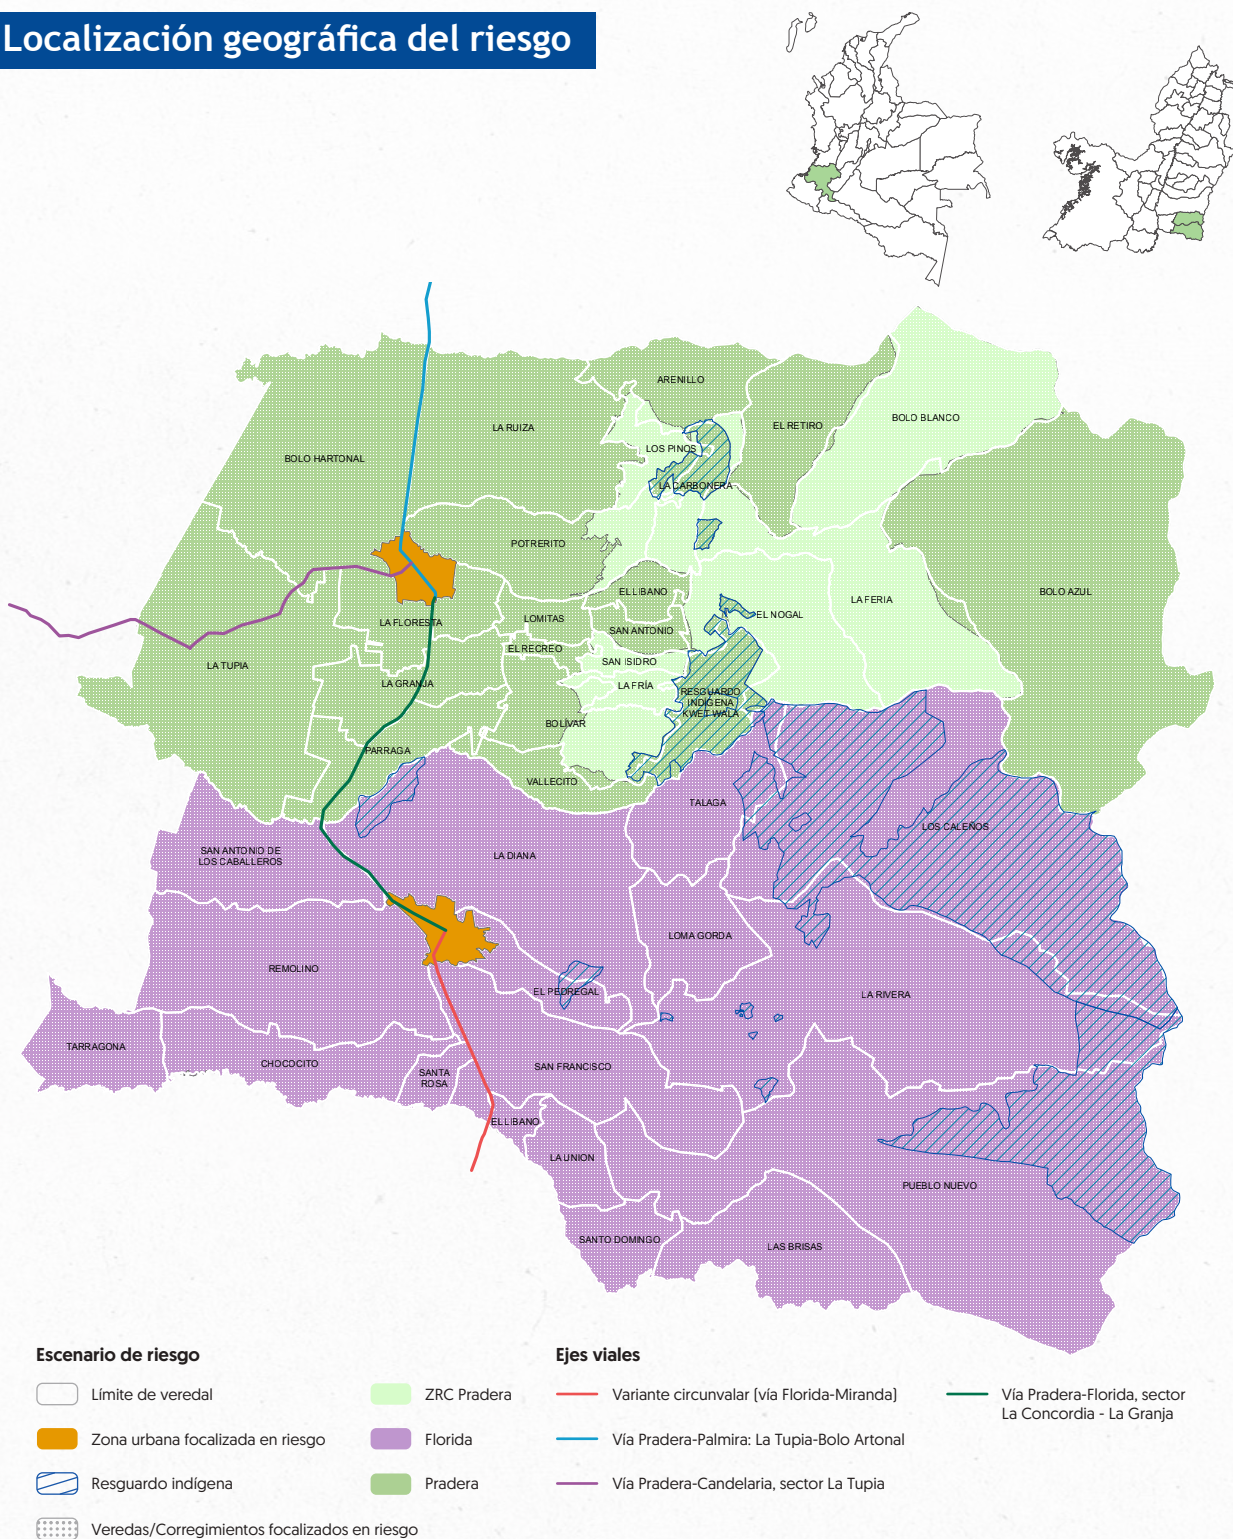 Localización geográfica del riesgo
ARENILLO
BOLO BLANCO
EL RETIRO
LA RUIZA
LOS PINOS
BOLO HARTONAL
LA CARBONERA
POTRERITO
EL LIBANO
BOLO AZUL
LA FERIA
EL NOGAL
LOMITAS
LA FLORESTA
SAN ANTONIO
EL RECREO
SAN ISIDRO
LA TUPIA
LA GRANJA
LA FRÍA
RESGUARDO
INDÍGENA
KWET WALA
BOLÍVAR
PARRAGA
VALLECITO
TALAGA
LOS CALEÑOS
SAN ANTONIO DE
LOS CABALLEROS
LA DIANA
LOMA GORDA
REMOLINO
EL PEDREGAL
LA RIVERA
TARRAGONA
CHOCOCITO
SANTA
ROSA
SAN FRANCISCO
EL LIBANO
LA UNION
PUEBLO NUEVO
SANTO DOMINGO
LAS BRISAS
Escenario de riesgo
Límite de veredal
Zona urbana focalizada en riesgo
Resguardo indígena
Veredas/Corregimientos focalizados en riesgo
ZRC Pradera
Florida
Pradera
Ejes viales
Variante circunvalar (vía Florida-Miranda)
Vía Pradera-Palmira: La Tupia-Bolo Artonal
Vía Pradera-Candelaria, sector La Tupia
Vía Pradera-Florida, sector
La Concordia - La Granja